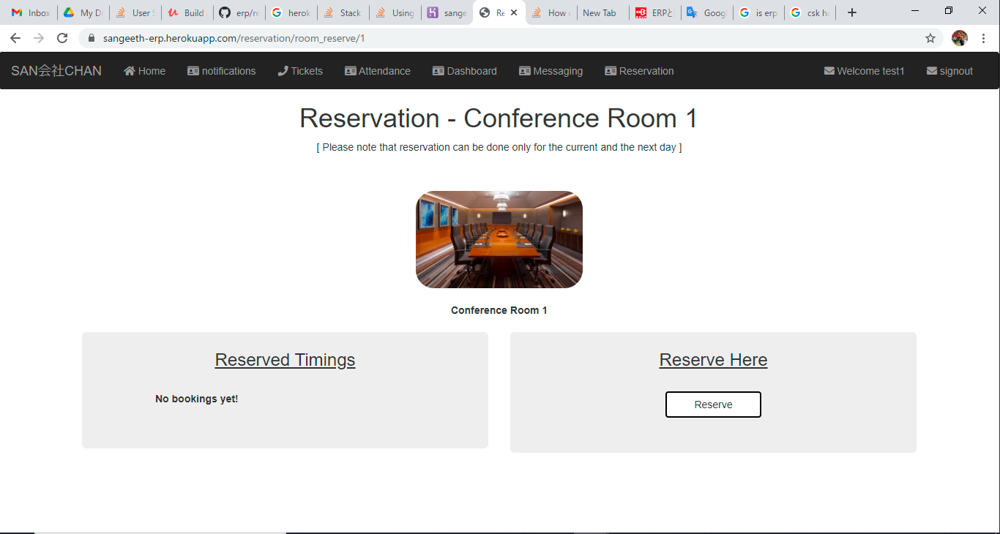 Inbox
My D
User S
Build
erp/re
herok
Stack
Using
sange
Re
How
New Tab
ERPと
Goog
is erp
csk ha
sangeeth-erp.herokuapp.com/reservation/room_reserve/1
SAN会社CHAN Home notifications Tickets Attendance Dashboard Messaging Reservation Welcome test1 signout
Reservation - Conference Room 1
[ Please note that reservation can be done only for the current and the next day ]
Conference Room 1
Reserved Timings
No bookings yet!
Reserve Here
Reserve